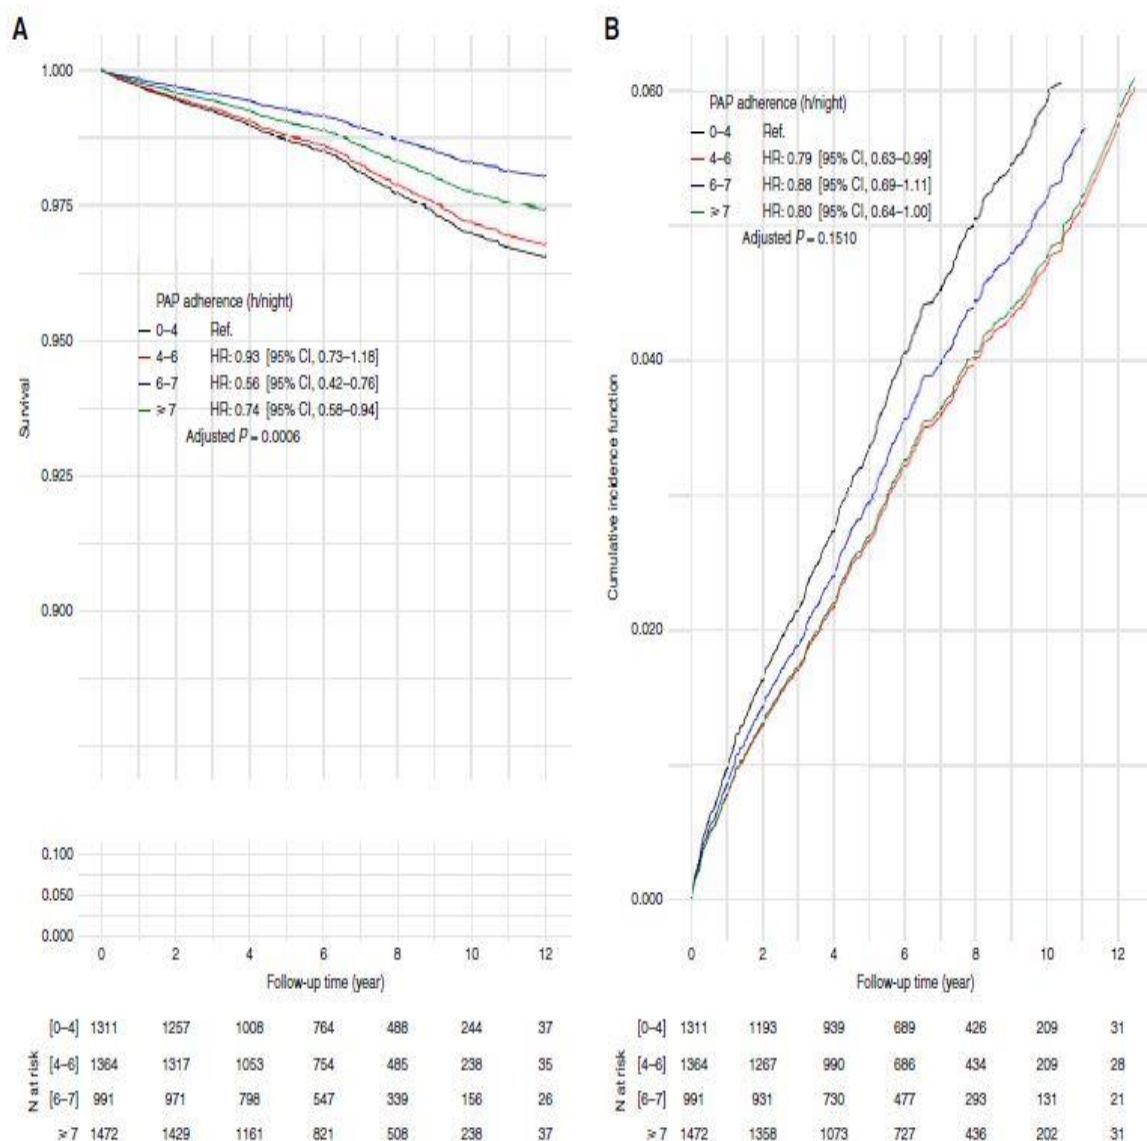 A
1.000
0.975
0.950
0.925
0.900
0.100
0.050
0.000
Survival
PAP adherence (h/night)
0–4 Ref.
4–6 HR: 0.93 [95% CI, 0.73–1.18]
6–7 HR: 0.56 [95% CI, 0.42–0.76]
⩾ 7 HR: 0.74 [95% CI, 0.58–0.94]
Adjusted P = 0.0006
0 2 4 6 8 10 12
Follow-up time (year)
N at risk
[0–4] 1311 1257 1008 764 488 244 37
[4–6] 1364 1317 1053 754 485 238 35
[6–7] 991 971 798 547 339 156 26
⩾ 7 1472 1429 1161 821 508 238 37
B
0.060
0.040
0.020
0.000
Cumulative incidence function
PAP adherence (h/night)
0–4 Ref.
4–6 HR: 0.79 [95% CI, 0.63–0.99]
6–7 HR: 0.88 [95% CI, 0.69–1.11]
⩾ 7 HR: 0.80 [95% CI, 0.64–1.00]
Adjusted P = 0.1510
0 2 4 6 8 10 12
Follow-up time (year)
N at risk
[0–4] 1311 1193 939 689 426 209 31
[4–6] 1364 1267 990 686 434 209 28
[6–7] 991 931 730 477 293 131 21
⩾ 7 1472 1358 1073 727 436 202 31